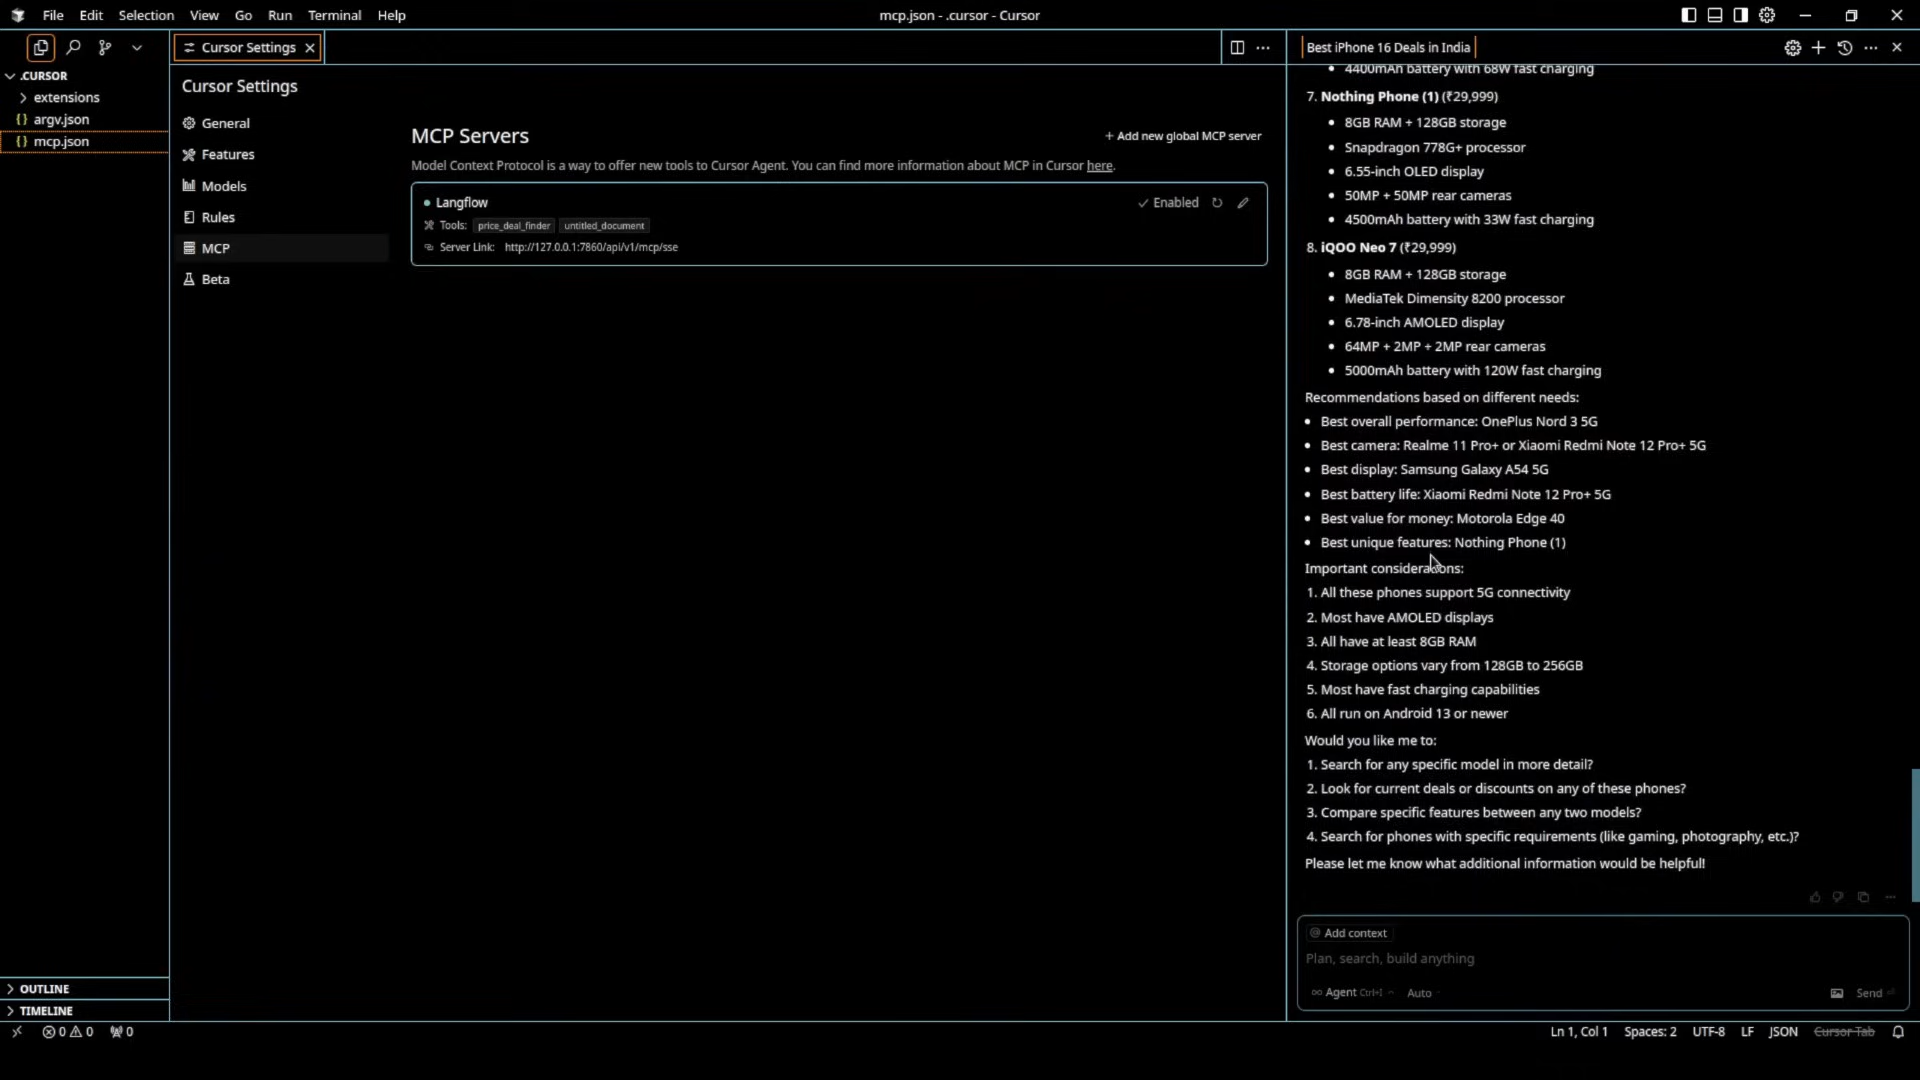 File Edit Selection View Go Run Terminal Help
mcp.json - .cursor - Cursor
.CURSOR
extensions
{} argv.json
{} mcp.json
OUTLINE
TIMELINE
Cursor Settings
Cursor Settings
General
Features
Models
Rules
MCP
Beta
MCP Servers
+ Add new global MCP server
Model Context Protocol is a way to offer new tools to Cursor Agent. You can find more information about MCP in Cursor here.
Langflow
Enabled
Tools: price_deal_finder untitled_document
Server Link: http://127.0.0.1:7860/api/v1/mcp/sse
Best iPhone 16 Deals in India
• 4400mAh battery with 68W fast charging
7. Nothing Phone (1) (₹29,999)
• 8GB RAM + 128GB storage
• Snapdragon 778G+ processor
• 6.55-inch OLED display
• 50MP + 50MP rear cameras
• 4500mAh battery with 33W fast charging
8. iQOO Neo 7 (₹29,999)
• 8GB RAM + 128GB storage
• MediaTek Dimensity 8200 processor
• 6.78-inch AMOLED display
• 64MP + 2MP + 2MP rear cameras
• 5000mAh battery with 120W fast charging
Recommendations based on different needs:
• Best overall performance: OnePlus Nord 3 5G
• Best camera: Realme 11 Pro+ or Xiaomi Redmi Note 12 Pro+ 5G
• Best display: Samsung Galaxy A54 5G
• Best battery life: Xiaomi Redmi Note 12 Pro+ 5G
• Best value for money: Motorola Edge 40
• Best unique features: Nothing Phone (1)
Important considerations:
1. All these phones support 5G connectivity
2. Most have AMOLED displays
3. All have at least 8GB RAM
4. Storage options vary from 128GB to 256GB
5. Most have fast charging capabilities
6. All run on Android 13 or newer
Would you like me to:
1. Search for any specific model in more detail?
2. Look for current deals or discounts on any of these phones?
3. Compare specific features between any two models?
4. Search for phones with specific requirements (like gaming, photography, etc.)?
Please let me know what additional information would be helpful!
@ Add context
Plan, search, build anything
∞ Agent Ctrl+I Auto
Send
0 0 0
Ln 1, Col 1 Spaces: 2 UTF-8 LF JSON Cursor Tab